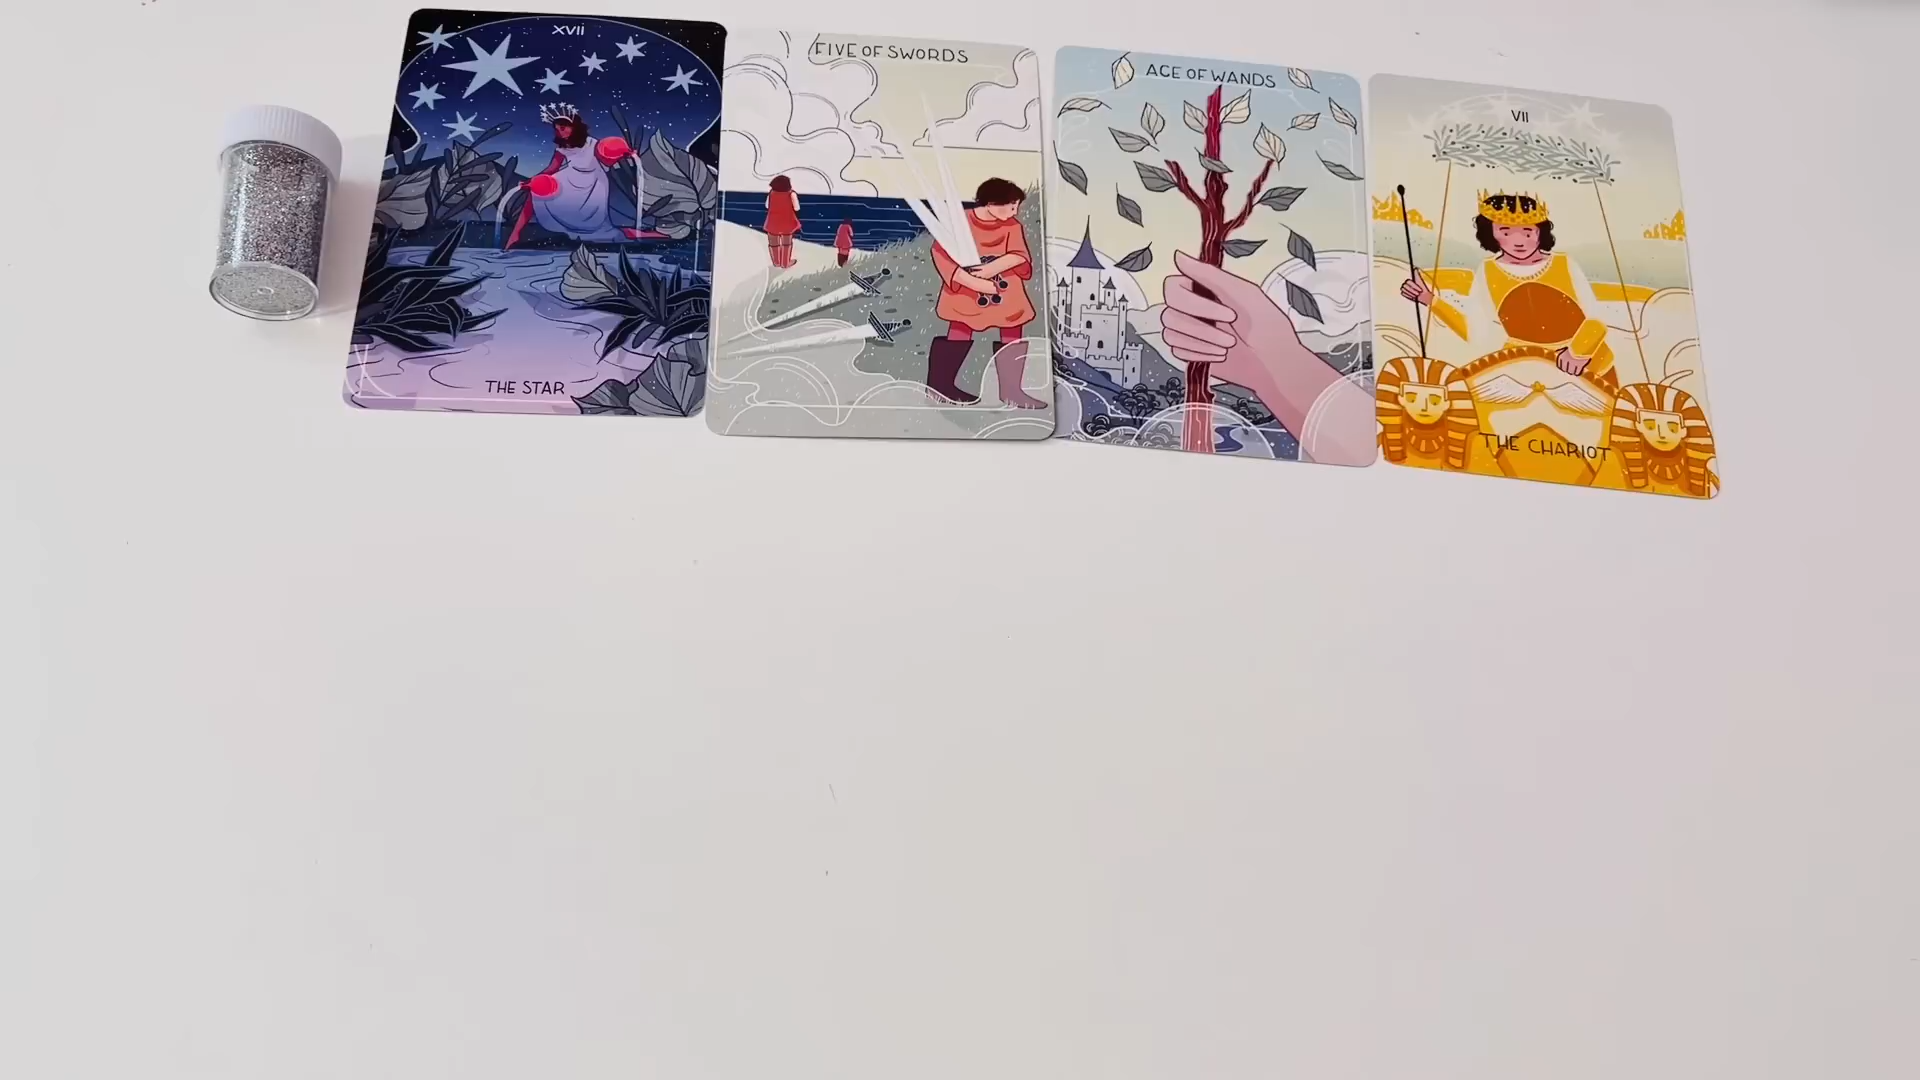 XVII
THE STAR
FIVE OF SWORDS
ACE OF WANDS
VII
THE CHARIOT